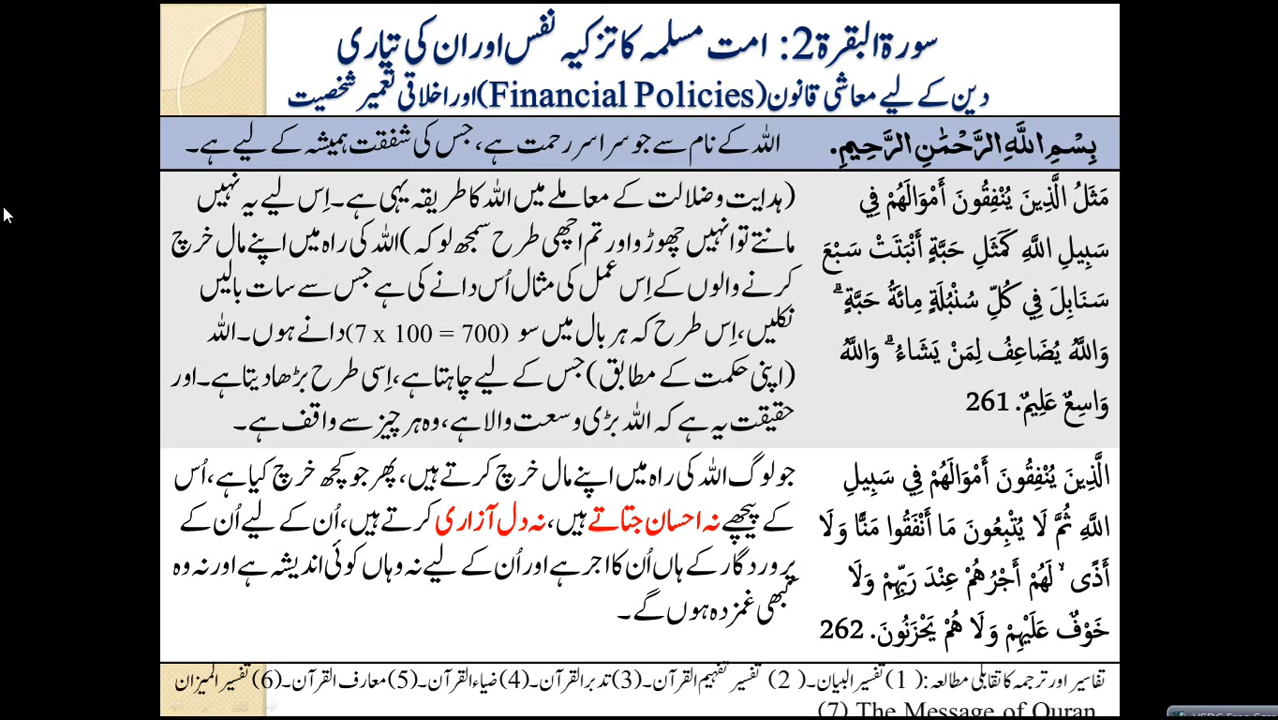 سورۃ البقرۃ 2: امت مسلمہ کا تزکیہ نفس اور ان کی تیاری
دین کے لیے معاشی قانون (Financial Policies) اور اخلاقی تعمیر شخصیت
بِسْمِ اللَّهِ الرَّحْمَٰنِ الرَّحِيمِ.
اللہ کے نام سے جو سراسر رحمت ہے، جس کی شفقت ہمیشہ کے لیے ہے۔
مَثَلُ الَّذِينَ يُنْفِقُونَ أَمْوَالَهُمْ فِي
سَبِيلِ اللَّهِ كَمَثَلِ حَبَّةٍ أَنْبَتَتْ سَبْعَ
سَنَابِلَ فِي كُلِّ سُنْبُلَةٍ مِائَةُ حَبَّةٍ ۗ
وَاللَّهُ يُضَاعِفُ لِمَنْ يَشَاءُ ۗ وَاللَّهُ
وَاسِعٌ عَلِيمٌ. 261
(ہدایت و ضلالت کے معاملے میں اللہ کا طریقہ یہی ہے۔ اِس لیے یہ نہیں
مانتے تو انہیں چھوڑو اور تم اچھی طرح سمجھ لو کہ) اللہ کی راہ میں اپنے مال خرچ
کرنے والوں کے اِس عمل کی مثال اُس دانے کی ہے جس سے سات بالیں
نکلیں، اِس طرح کہ ہر بال میں سو (7 x 100 = 700) دانے ہوں۔ اللہ
(اپنی حکمت کے مطابق) جس کے لیے چاہتا ہے، اِسی طرح بڑھا دیتا ہے۔ اور
حقیقت یہ ہے کہ اللہ بڑی وسعت والا ہے، وہ ہر چیز سے واقف ہے۔
الَّذِينَ يُنْفِقُونَ أَمْوَالَهُمْ فِي سَبِيلِ
اللَّهِ ثُمَّ لَا يُتْبِعُونَ مَا أَنْفَقُوا مَنًّا وَلَا
أَذًى ۙ لَهُمْ أَجْرُهُمْ عِنْدَ رَبِّهِمْ وَلَا
خَوْفٌ عَلَيْهِمْ وَلَا هُمْ يَحْزَنُونَ. 262
جو لوگ اللہ کی راہ میں اپنے مال خرچ کرتے ہیں، پھر جو کچھ خرچ کیا ہے، اُس
کے پیچھے نہ احسان جتاتے ہیں، نہ دل آزاری کرتے ہیں، اُن کے لیے اُن کے
پروردگار کے ہاں اُن کا اجر ہے اور اُن کے لیے نہ وہاں کوئی اندیشہ ہے اور نہ وہ
کبھی غمزدہ ہوں گے۔
تفاسیر اور ترجمہ کا تقابلی مطالعہ: (1) تفسیر البیان۔ (2) تفسیر تفہیم القرآن۔ (3) تدبر القرآن۔ (4) ضیاء القرآن۔ (5) معارف القرآن۔ (6) تفسیر المیزان
(7) The Message of Quran